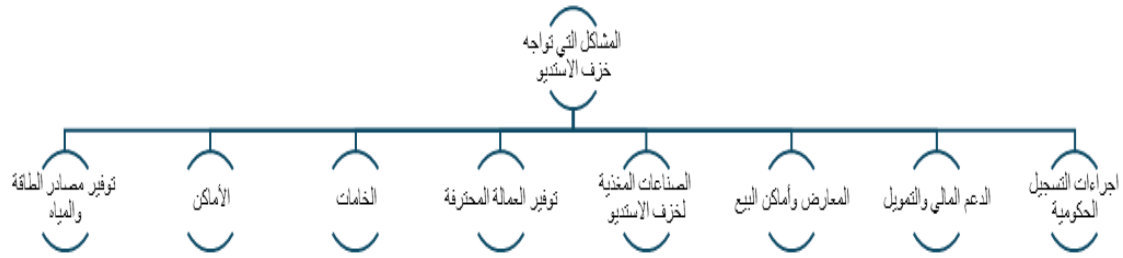 المشاكل التي تواجه
خزف الاستديو
اجراءات التسجيل
الحكومية
الدعم المالي والتمويل
المعارض وأماكن البيع
الصناعات المغذية
لخزف الاستديو
توفير العمالة المحترفة
الخامات
الأماكن
توفير مصادر الطاقة
والمياه